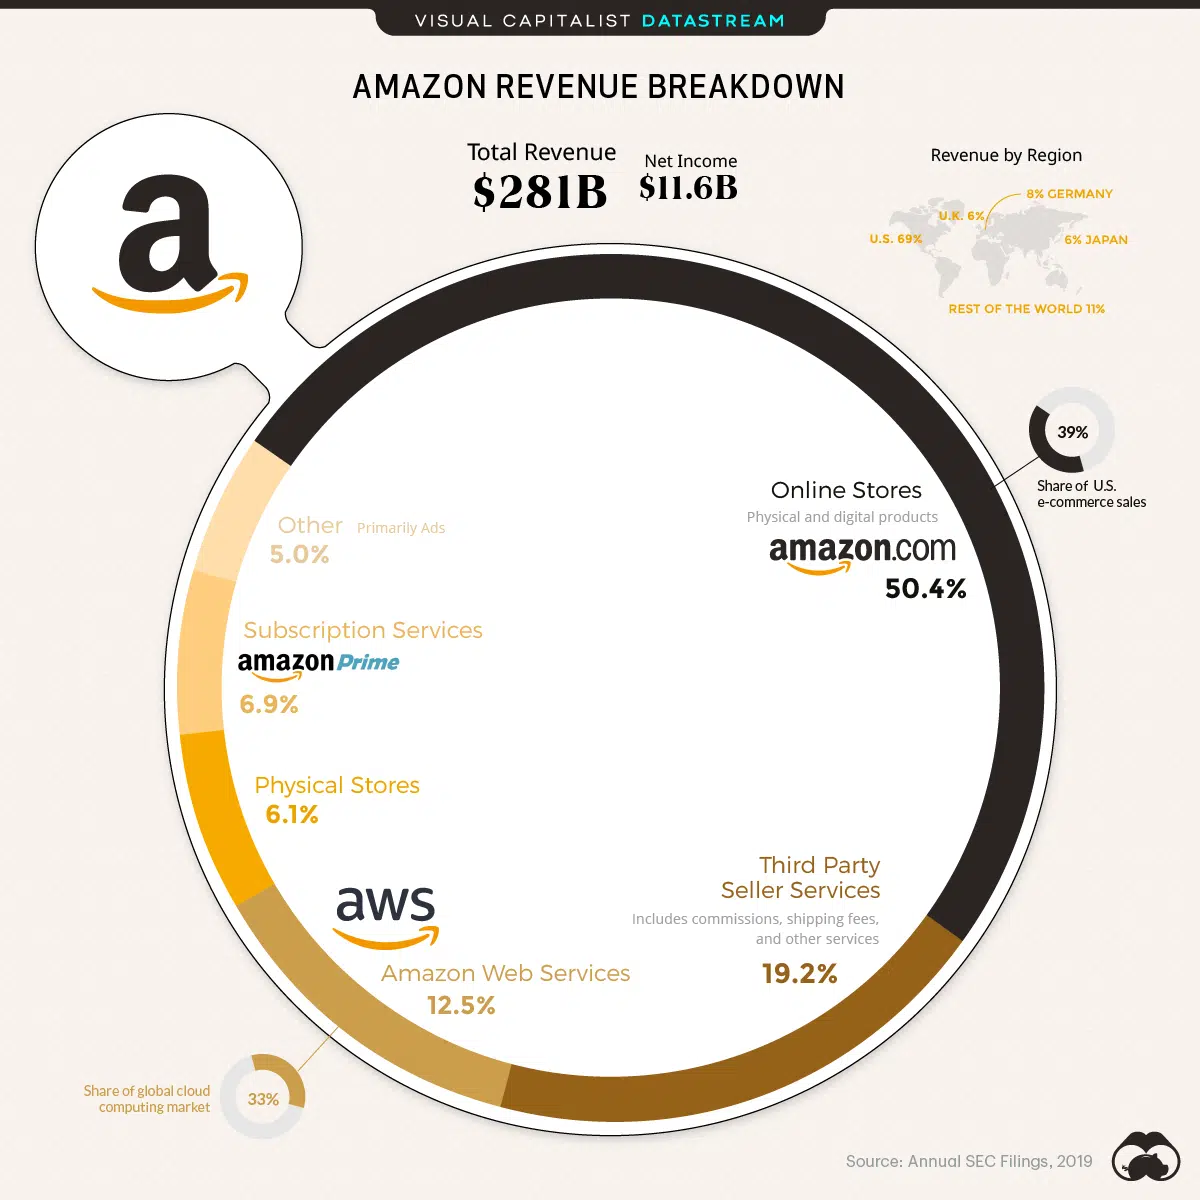 VISUAL CAPITALIST DATASTREAM
AMAZON REVENUE BREAKDOWN
a
Total Revenue
$281B
Net Income
$11.6B
Revenue by Region
8% GERMANY
U.K. 6%
U.S. 69%
6% JAPAN
REST OF THE WORLD 11%
39%
Share of U.S.
e-commerce sales
Online Stores
Physical and digital products
amazon.com
50.4%
Other Primarily Ads
5.0%
Subscription Services
amazon Prime
6.9%
Physical Stores
6.1%
Third Party
Seller Services
Includes commissions, shipping fees,
and other services
19.2%
aws
Amazon Web Services
12.5%
Share of global cloud
computing market
33%
Source: Annual SEC Filings, 2019